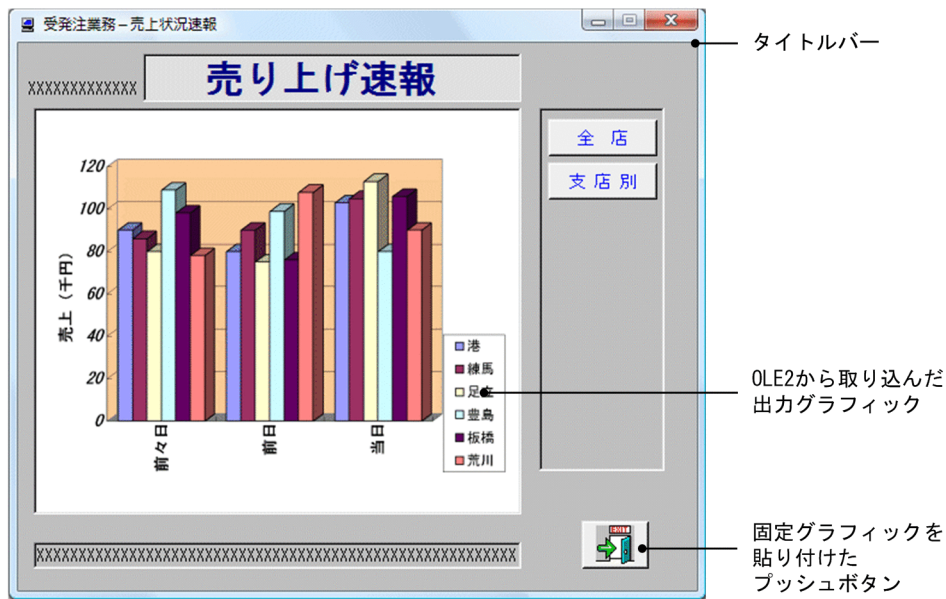 受発注業務－売上状況速報
タイトルバー
売り上げ速報
XXXXXXXXXXXXX
全 店
支 店 別
120
100
80
60
40
20
0
売上（千円）
前々日
前日
当日
港
練馬
足立
豊島
板橋
荒川
OLE2から取り込んだ
出力グラフィック
EXIT
固定グラフィックを
貼り付けた
プッシュボタン